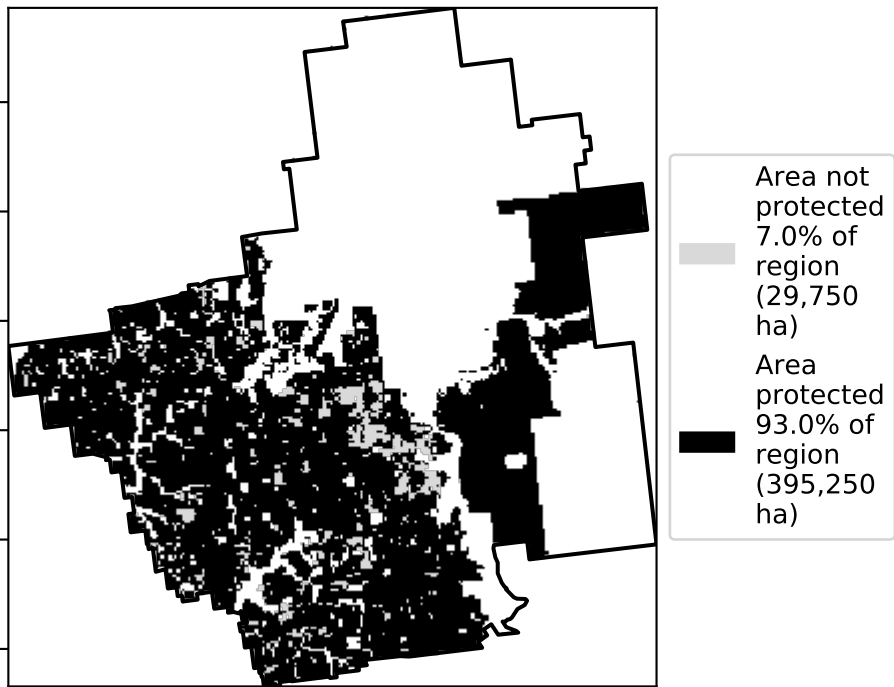 Area not
protected
7.0% of
region
(29,750
ha)
Area
protected
93.0% of
region
(395,250
ha)